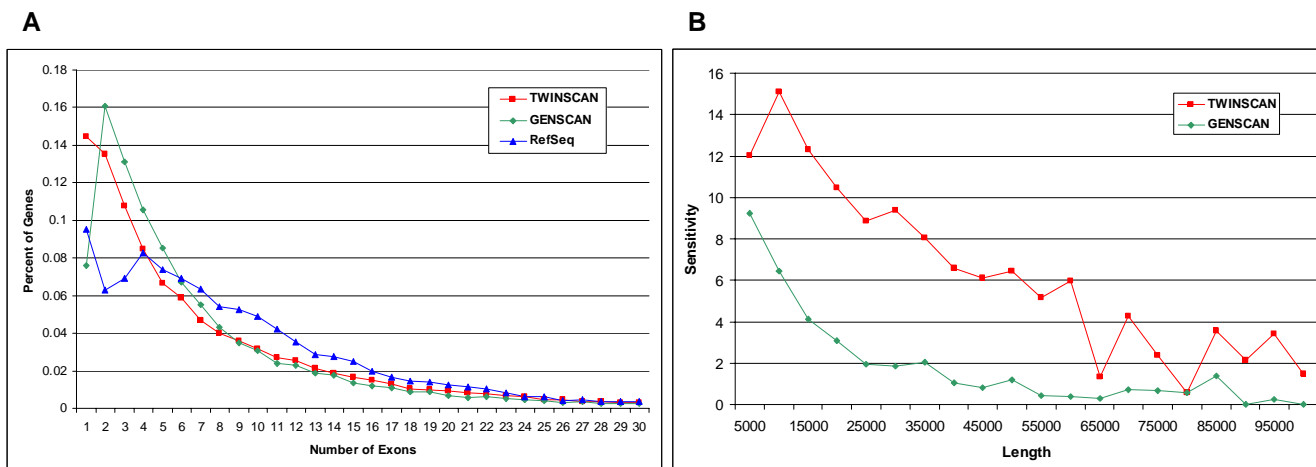 A
0.18
0.16
0.14
0.12
0.1
0.08
0.06
0.04
0.02
0
Percent of Genes
TWINSCAN
GENSCAN
RefSeq
1 2 3 4 5 6 7 8 9 10 11 12 13 14 15 16 17 18 19 20 21 22 23 24 25 26 27 28 29 30
Number of Exons
B
16
14
12
10
8
6
4
2
0
Sensitivity
TWINSCAN
GENSCAN
5000 15000 25000 35000 45000 55000 65000 75000 85000 95000
Length